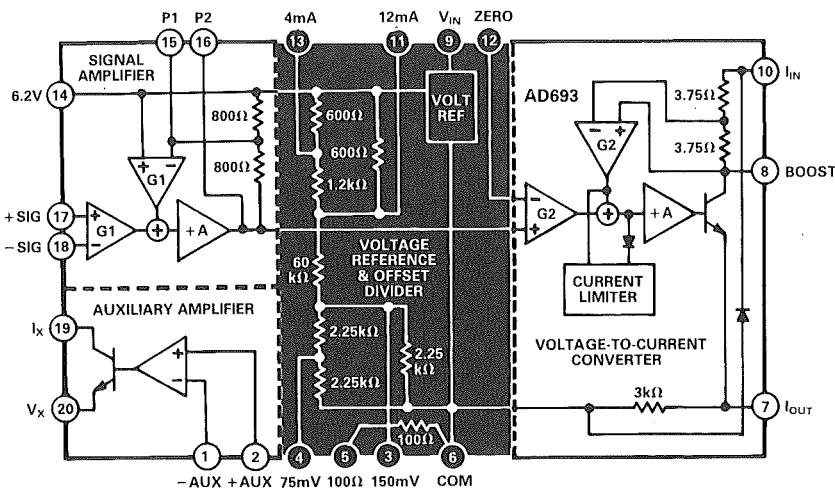 P1 P2 4mA 12mA VIN ZERO
15 16 13 11 9 12
SIGNAL
AMPLIFIER
6.2V 14
800Ω
800Ω
600Ω
600Ω
1.2kΩ
VOLT
REF
AD693
3.75Ω
3.75Ω
10 IIN
– +
G2
8 BOOST
+ –
G1
+SIG 17
–SIG 18
+
–
G1
+
+A
–
+
G2
+
+A
60
kΩ
VOLTAGE
REFERENCE
& OFFSET
DIVIDER
CURRENT
LIMITER
AUXILIARY AMPLIFIER
IX 19
+
–
VX 20
2.25kΩ
2.25kΩ
2.25
kΩ
VOLTAGE-TO-CURRENT
CONVERTER
3kΩ
7 IOUT
100Ω
1 2 4 5 3 6
–AUX +AUX 75mV 100Ω 150mV COM